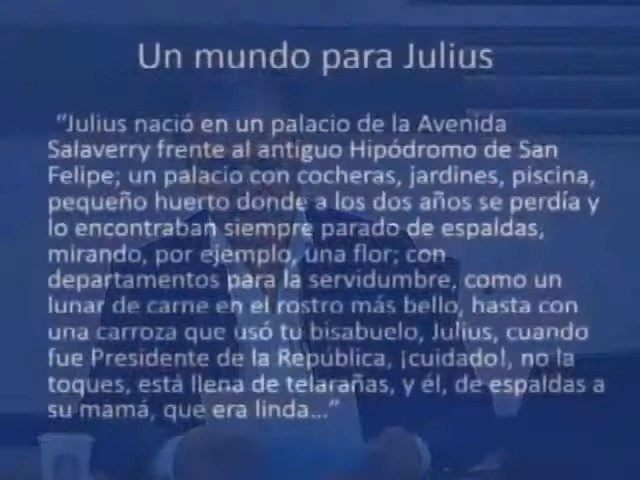 Un mundo para Julius
“Julius nació en un palacio de la Avenida
Salaverry frente al antiguo Hipódromo de San
Felipe; un palacio con cocheras, jardines, piscina,
pequeño huerto donde a los dos años se perdía y
lo encontraban siempre parado de espaldas,
mirando, por ejemplo, una flor; con
departamentos para la servidumbre, como un
lunar de carne en el rostro más bello, hasta con
una carroza que usó tu bisabuelo, Julius, cuando
fue Presidente de la República, ¡cuidado!, no la
toques, está llena de telarañas, y él, de espaldas a
su mamá, que era linda...”